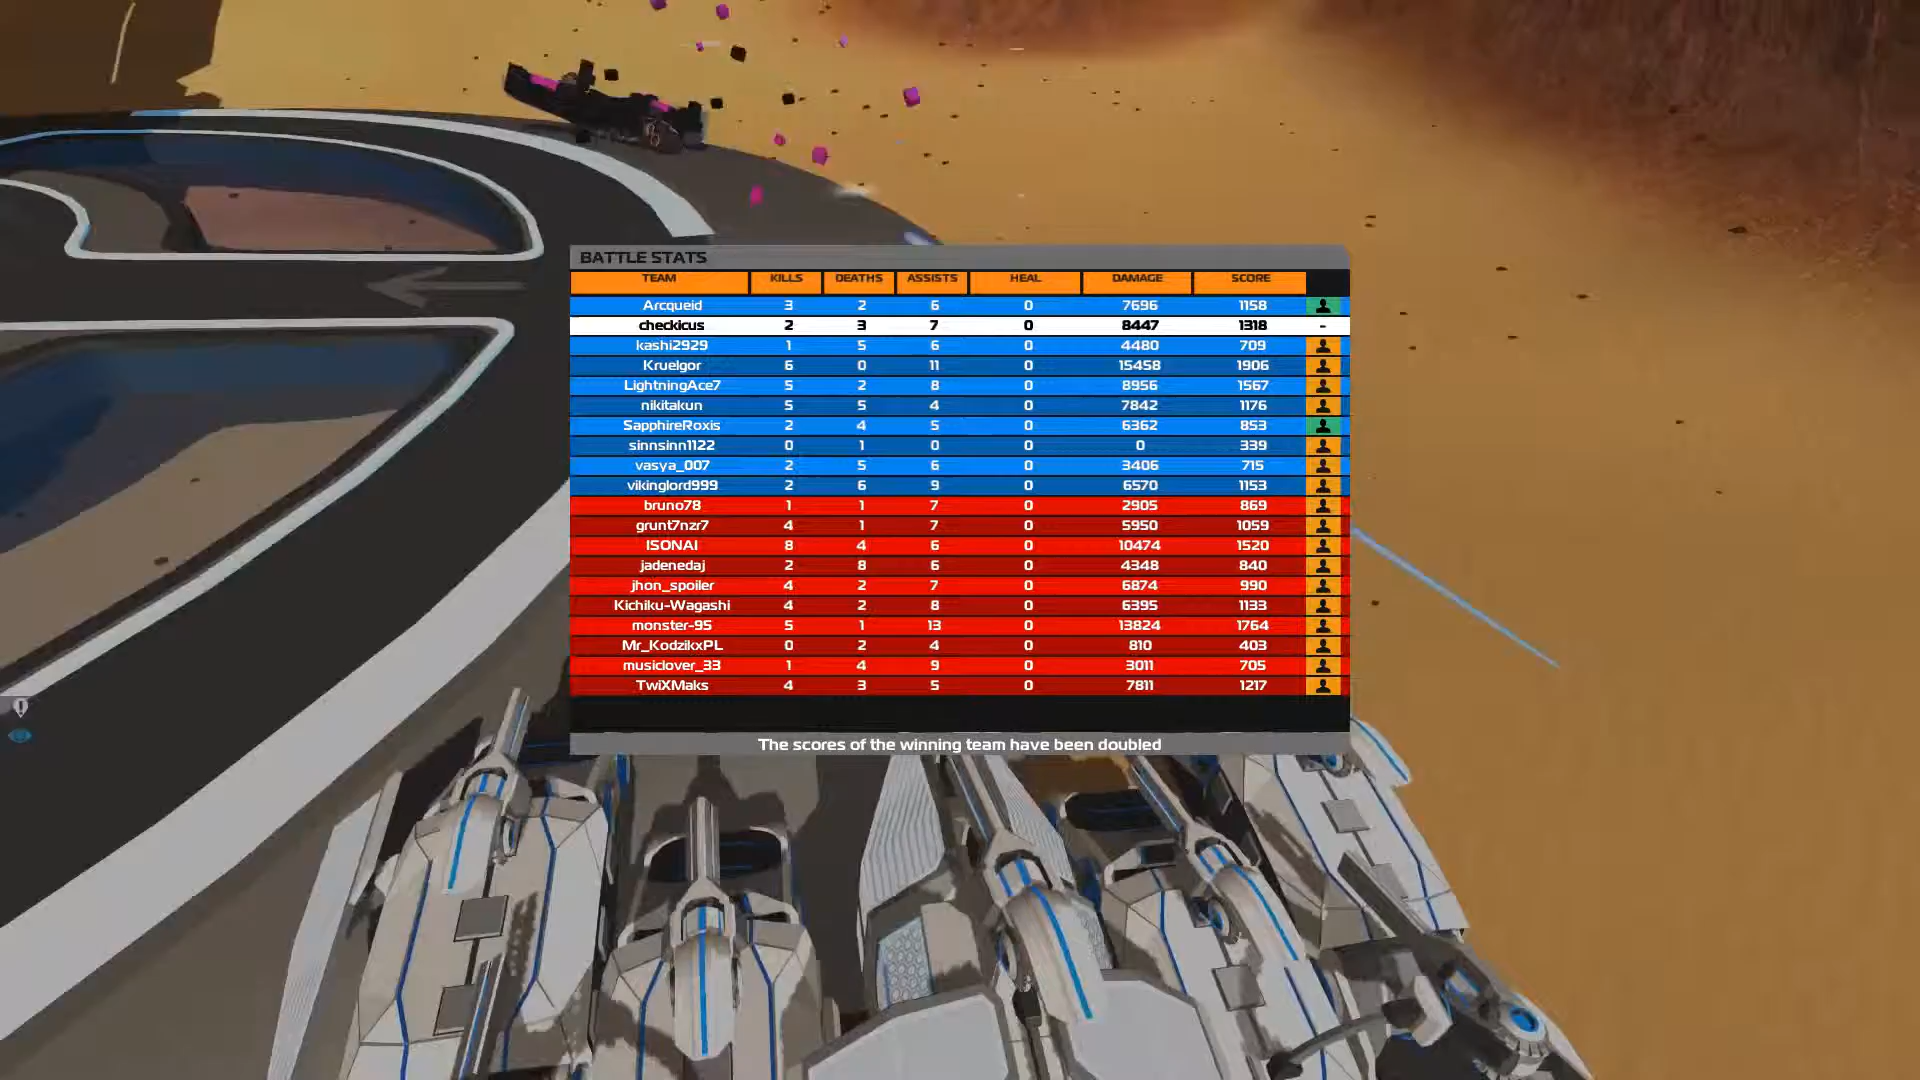 BATTLE STATS
TEAM KILLS DEATHS ASSISTS HEAL DAMAGE SCORE
Arcqueid 3 2 6 0 7696 1158
checkicus 2 3 7 0 8447 1318 -
kashi2929 1 5 6 0 4480 709
Kruelgor 6 0 11 0 15458 1906
LightningAce7 5 2 8 0 8956 1567
nikitakun 5 5 4 0 7842 1176
SapphireRoxis 2 4 5 0 6362 853
sinnsinn1122 0 1 0 0 0 339
vasya_007 2 5 6 0 3406 715
vikinglord999 2 6 9 0 6570 1153
bruno78 1 1 7 0 2905 869
grunt7nzr7 4 1 7 0 5950 1059
ISONAI 8 4 6 0 10474 1520
jadenedaj 2 8 6 0 4348 840
jhon_spoiler 4 2 7 0 6874 990
Kichiku-Wagashi 4 2 8 0 6395 1133
monster-95 5 1 13 0 13824 1764
Mr_KodzikxPL 0 2 4 0 810 403
musiclover_33 1 4 9 0 3011 705
TwiXMaks 4 3 5 0 7811 1217
The scores of the winning team have been doubled